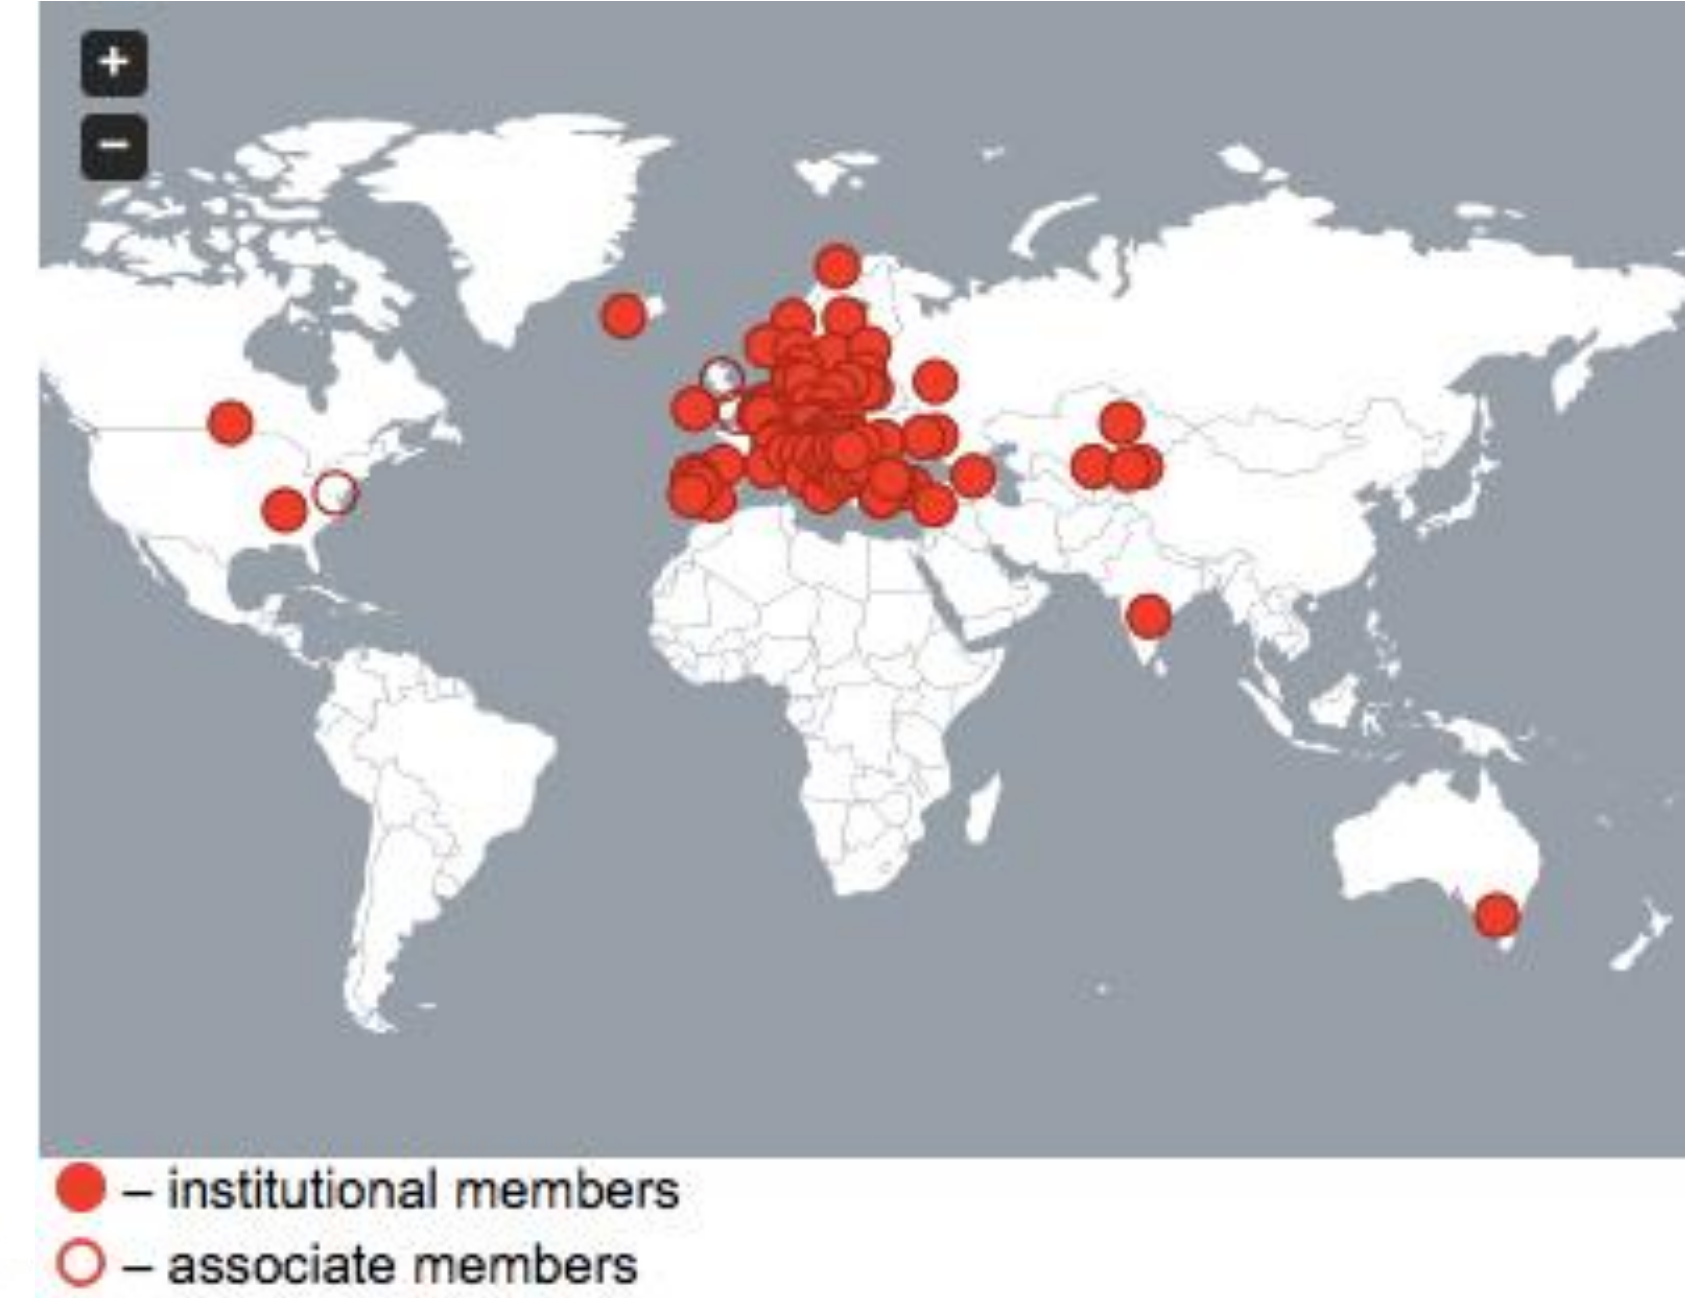 +
−
– institutional members
– associate members